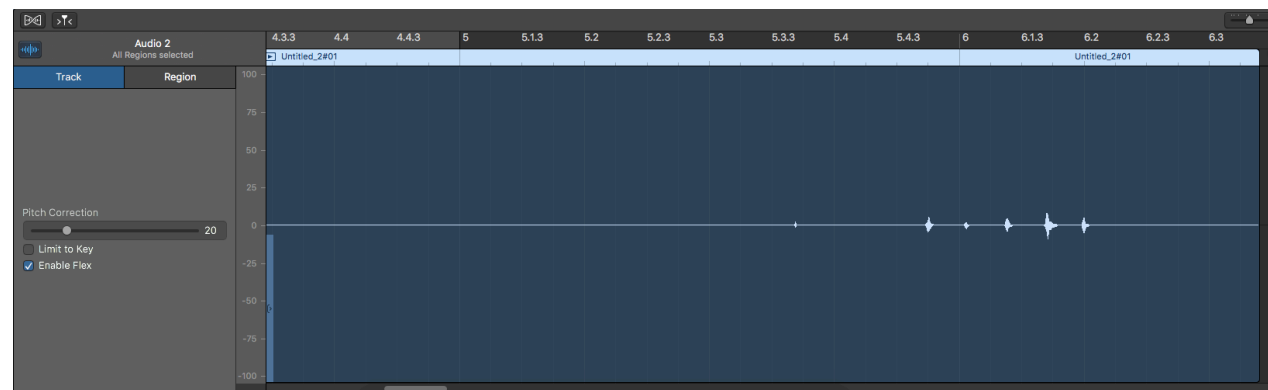 Audio 2
All Regions selected
4.3.3 4.4 4.4.3 5 5.1.3 5.2 5.2.3 5.3 5.3.3 5.4 5.4.3 6 6.1.3 6.2 6.2.3 6.3
Untitled_2#01 Untitled_2#01
Track Region
100
75
50
25
0
-25
-50
-75
-100
Pitch Correction
20
Limit to Key
Enable Flex